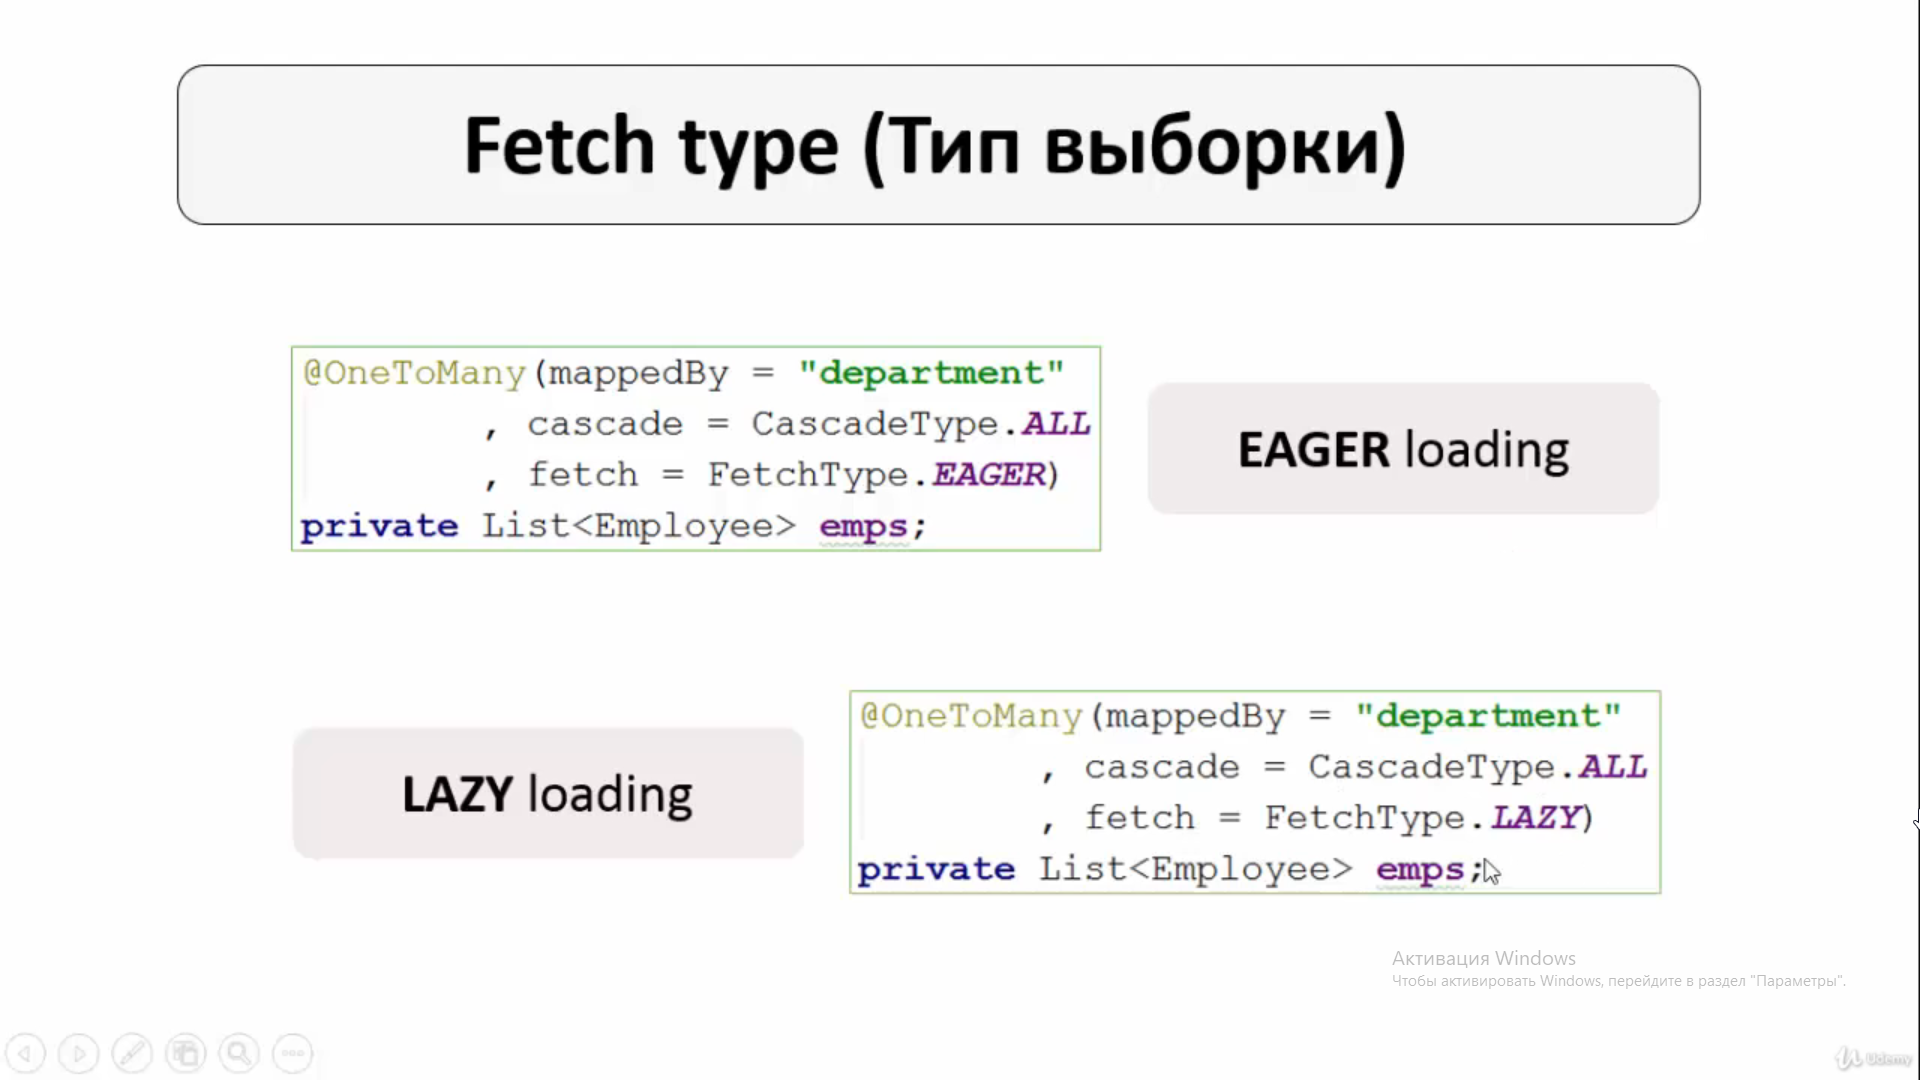 Fetch type (Тип выборки)
@OneToMany(mappedBy = "department"
, cascade = CascadeType.ALL
, fetch = FetchType.EAGER)
private List<Employee> emps;
EAGER loading
LAZY loading
@OneToMany(mappedBy = "department"
, cascade = CascadeType.ALL
, fetch = FetchType.LAZY)
private List<Employee> emps;
Активация Windows
Чтобы активировать Windows, перейдите в раздел "Параметры".
Udemy